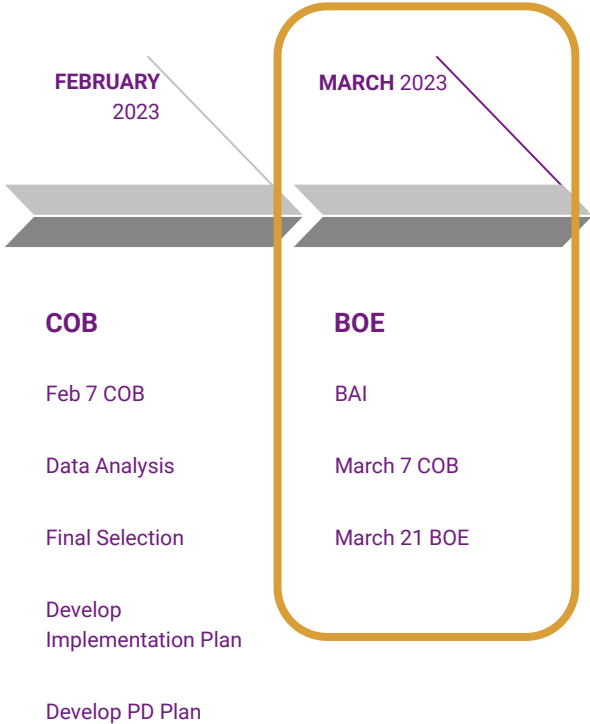 FEBRUARY
2023
MARCH 2023
COB
Feb 7 COB
Data Analysis
Final Selection
Develop
Implementation Plan
Develop PD Plan
BOE
BAI
March 7 COB
March 21 BOE